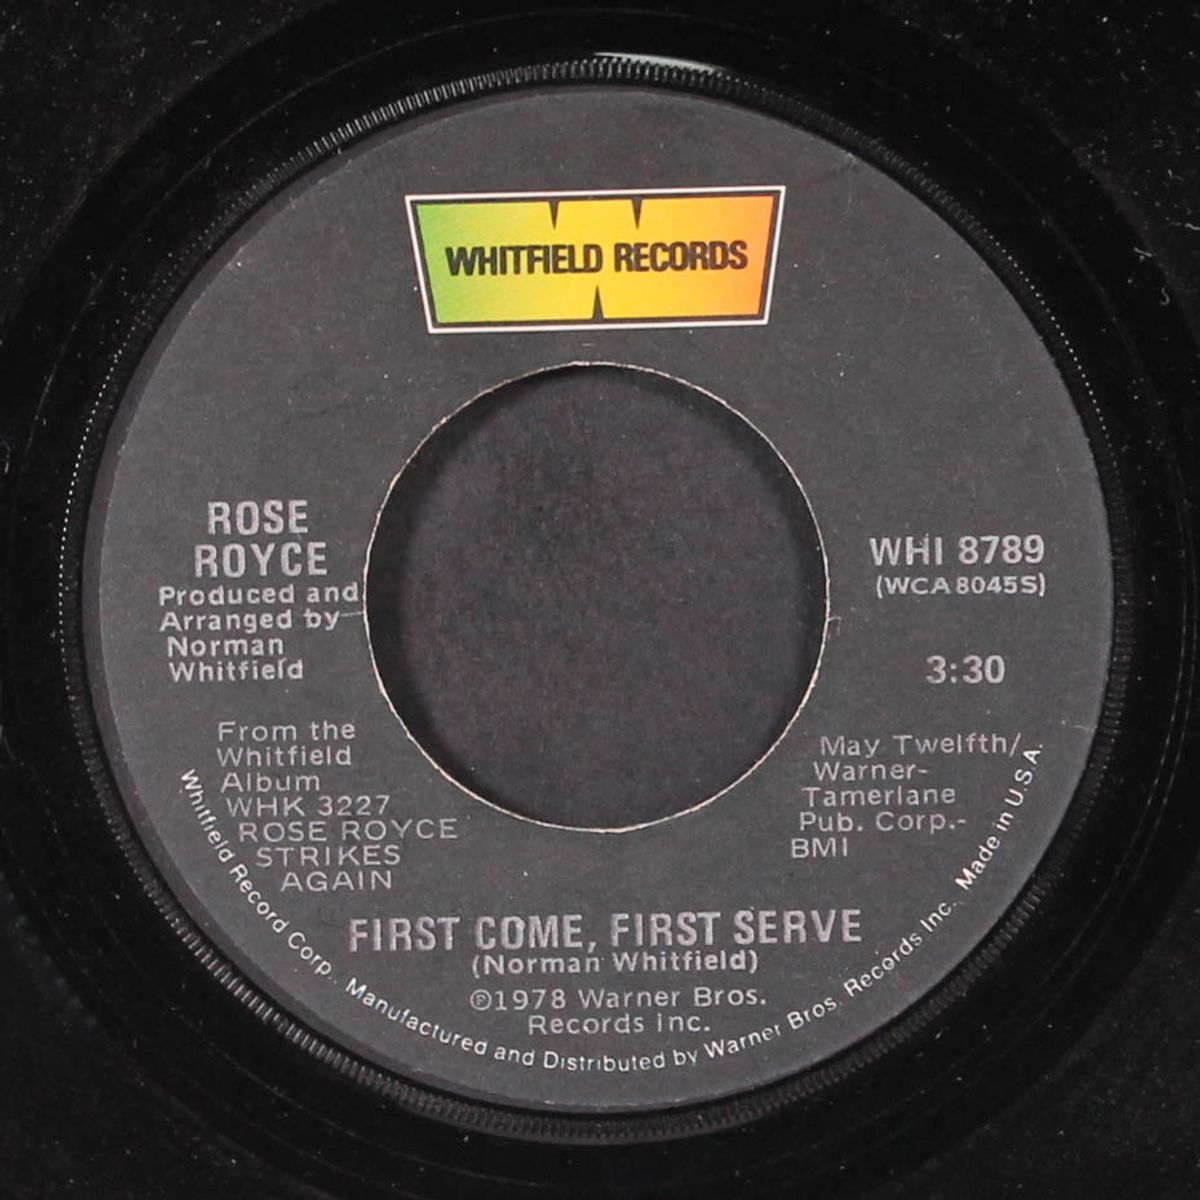 WHITFIELD RECORDS
ROSE
ROYCE
Produced and
Arranged by
Norman
Whitfield
WHI 8789
(WCA 8045S)
3:30
From the
Whitfield
Album
WHK 3227
ROSE ROYCE
STRIKES
AGAIN
May Twelfth/
Warner-
Tamerlane
Pub. Corp.-
BMI
FIRST COME, FIRST SERVE
(Norman Whitfield)
℗1978 Warner Bros.
Records Inc.
Whitfield Record Corp., Manufactured and Distributed by Warner Bros. Records Inc., Made in U.S.A.